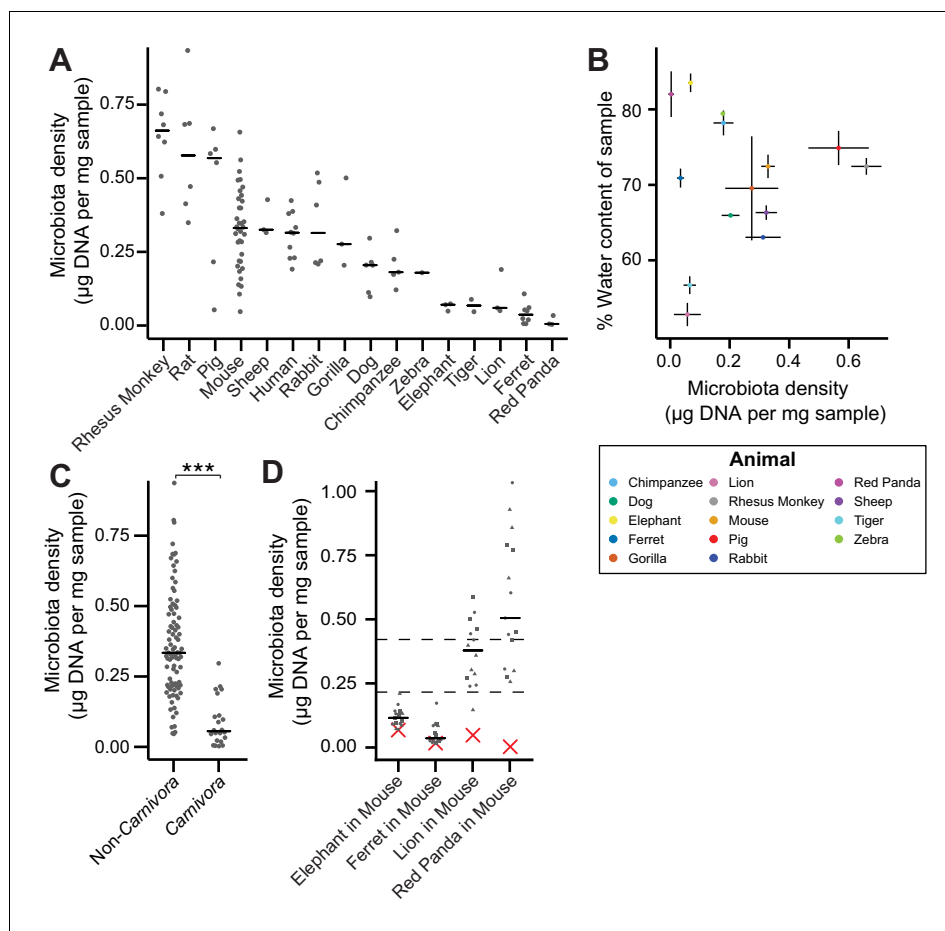 A
Microbiota density
(µg DNA per mg sample)
0.75
0.50
0.25
0.00
Rhesus Monkey
Rat
Pig
Mouse
Sheep
Human
Rabbit
Gorilla
Dog
Chimpanzee
Zebra
Elephant
Tiger
Lion
Ferret
Red Panda
B
% Water content of sample
80
70
60
0.0
0.2
0.4
0.6
Microbiota density
(µg DNA per mg sample)
Animal
Chimpanzee
Lion
Red Panda
Dog
Rhesus Monkey
Sheep
Elephant
Mouse
Tiger
Ferret
Pig
Zebra
Gorilla
Rabbit
C
***
Microbiota density
(µg DNA per mg sample)
0.75
0.50
0.25
0.00
Non-Carnivora
Carnivora
D
Microbiota density
(µg DNA per mg sample)
1.00
0.75
0.50
0.25
0.00
Elephant in Mouse
Ferret in Mouse
Lion in Mouse
Red Panda in Mouse